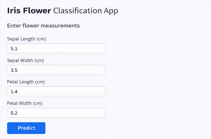 Iris Flower Classification App
Enter flower measurements
Sepal Length (cm)
5.1
Sepal Width (cm)
3.5
Petal Length (cm)
1.4
Petal Width (cm)
0.2
Predict